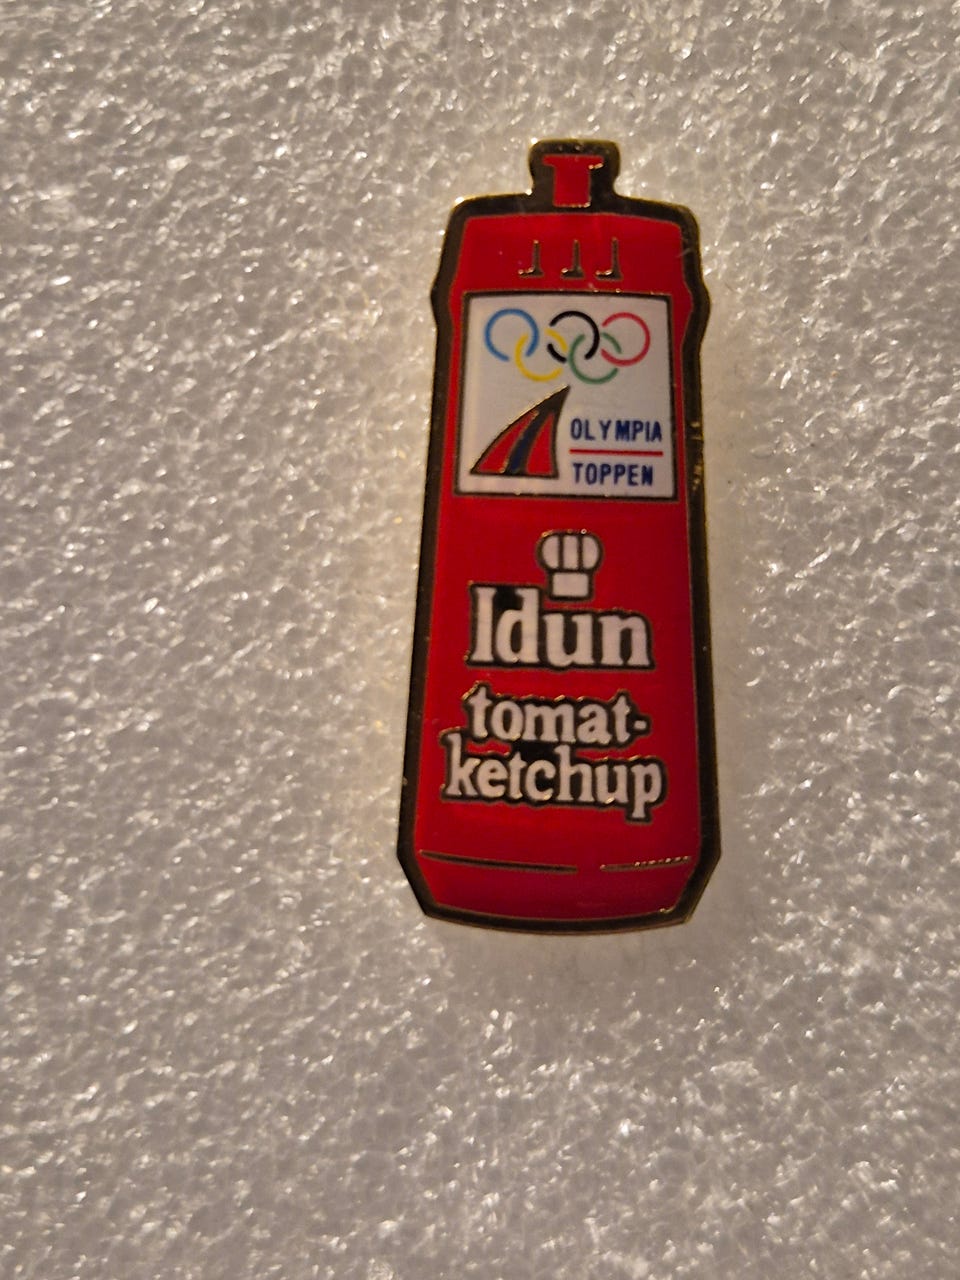 OLYMPIA
TOPPEN
Idun
tomat-
ketchup